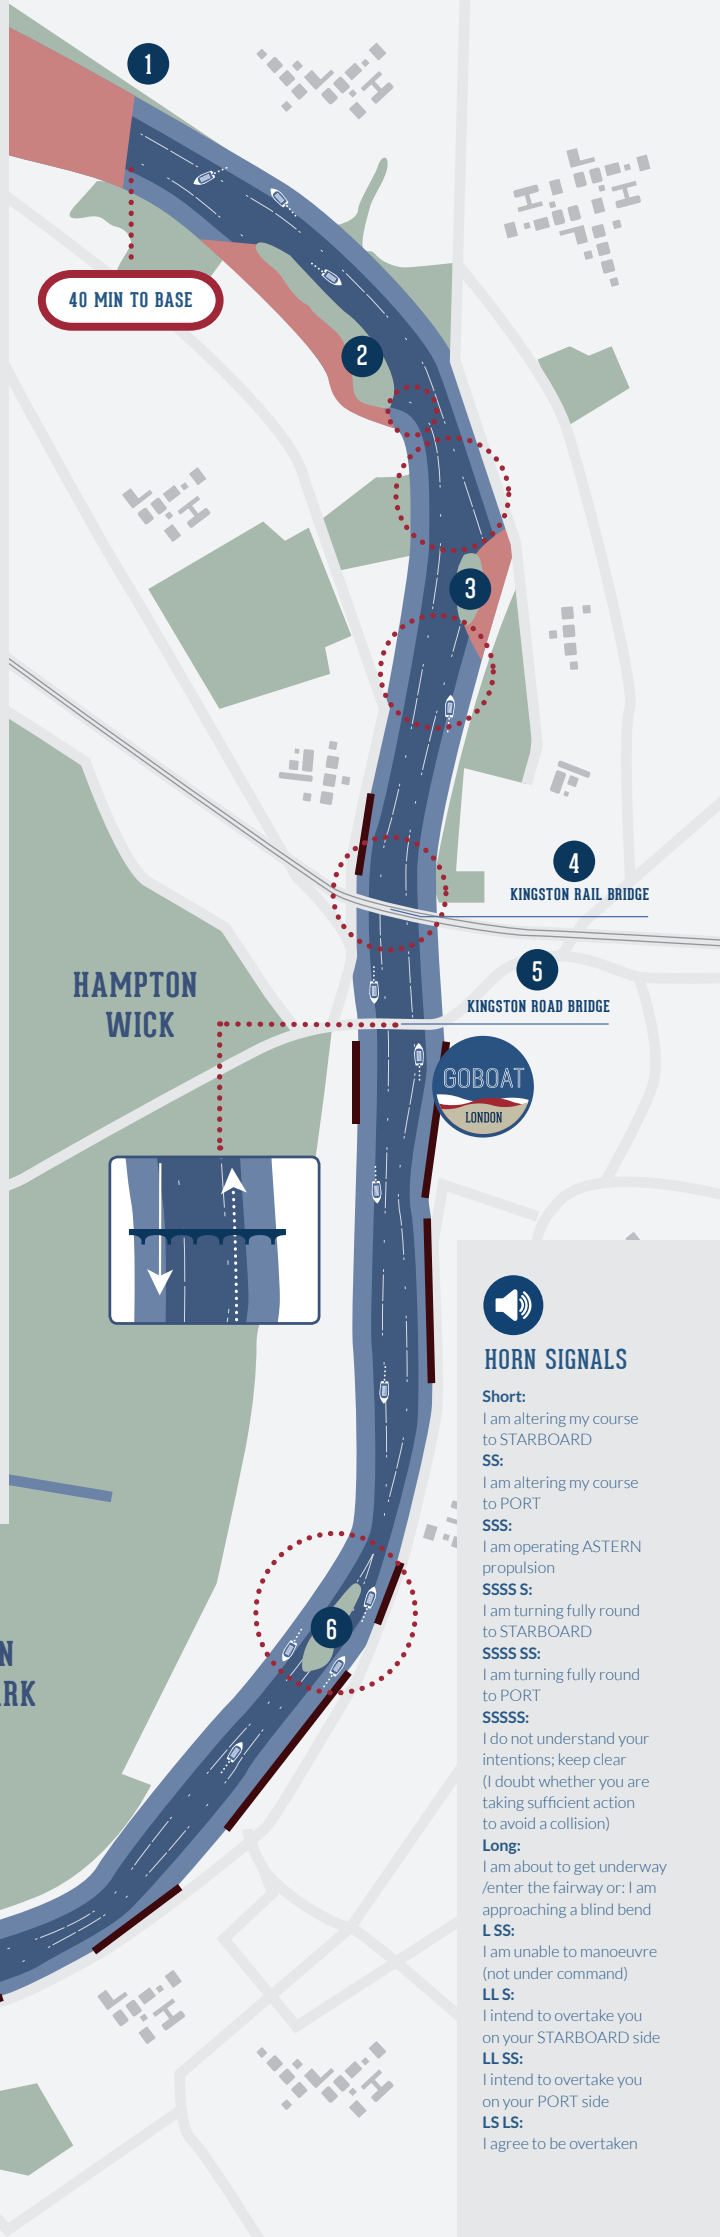 1
40 MIN TO BASE
2
3
4
KINGSTON RAIL BRIDGE
5
KINGSTON ROAD BRIDGE
HAMPTON
WICK
GOBOAT
LONDON
6
N
RK
HORN SIGNALS
Short:
I am altering my course
to STARBOARD
SS:
I am altering my course
to PORT
SSS:
I am operating ASTERN
propulsion
SSSS S:
I am turning fully round
to STARBOARD
SSSS SS:
I am turning fully round
to PORT
SSSSS:
I do not understand your
intentions; keep clear
(I doubt whether you are
taking sufficient action
to avoid a collision)
Long:
I am about to get underway
/enter the fairway or: I am
approaching a blind bend
L SS:
I am unable to manoeuvre
(not under command)
LL S:
I intend to overtake you
on your STARBOARD side
LL SS:
I intend to overtake you
on your PORT side
LS LS:
I agree to be overtaken